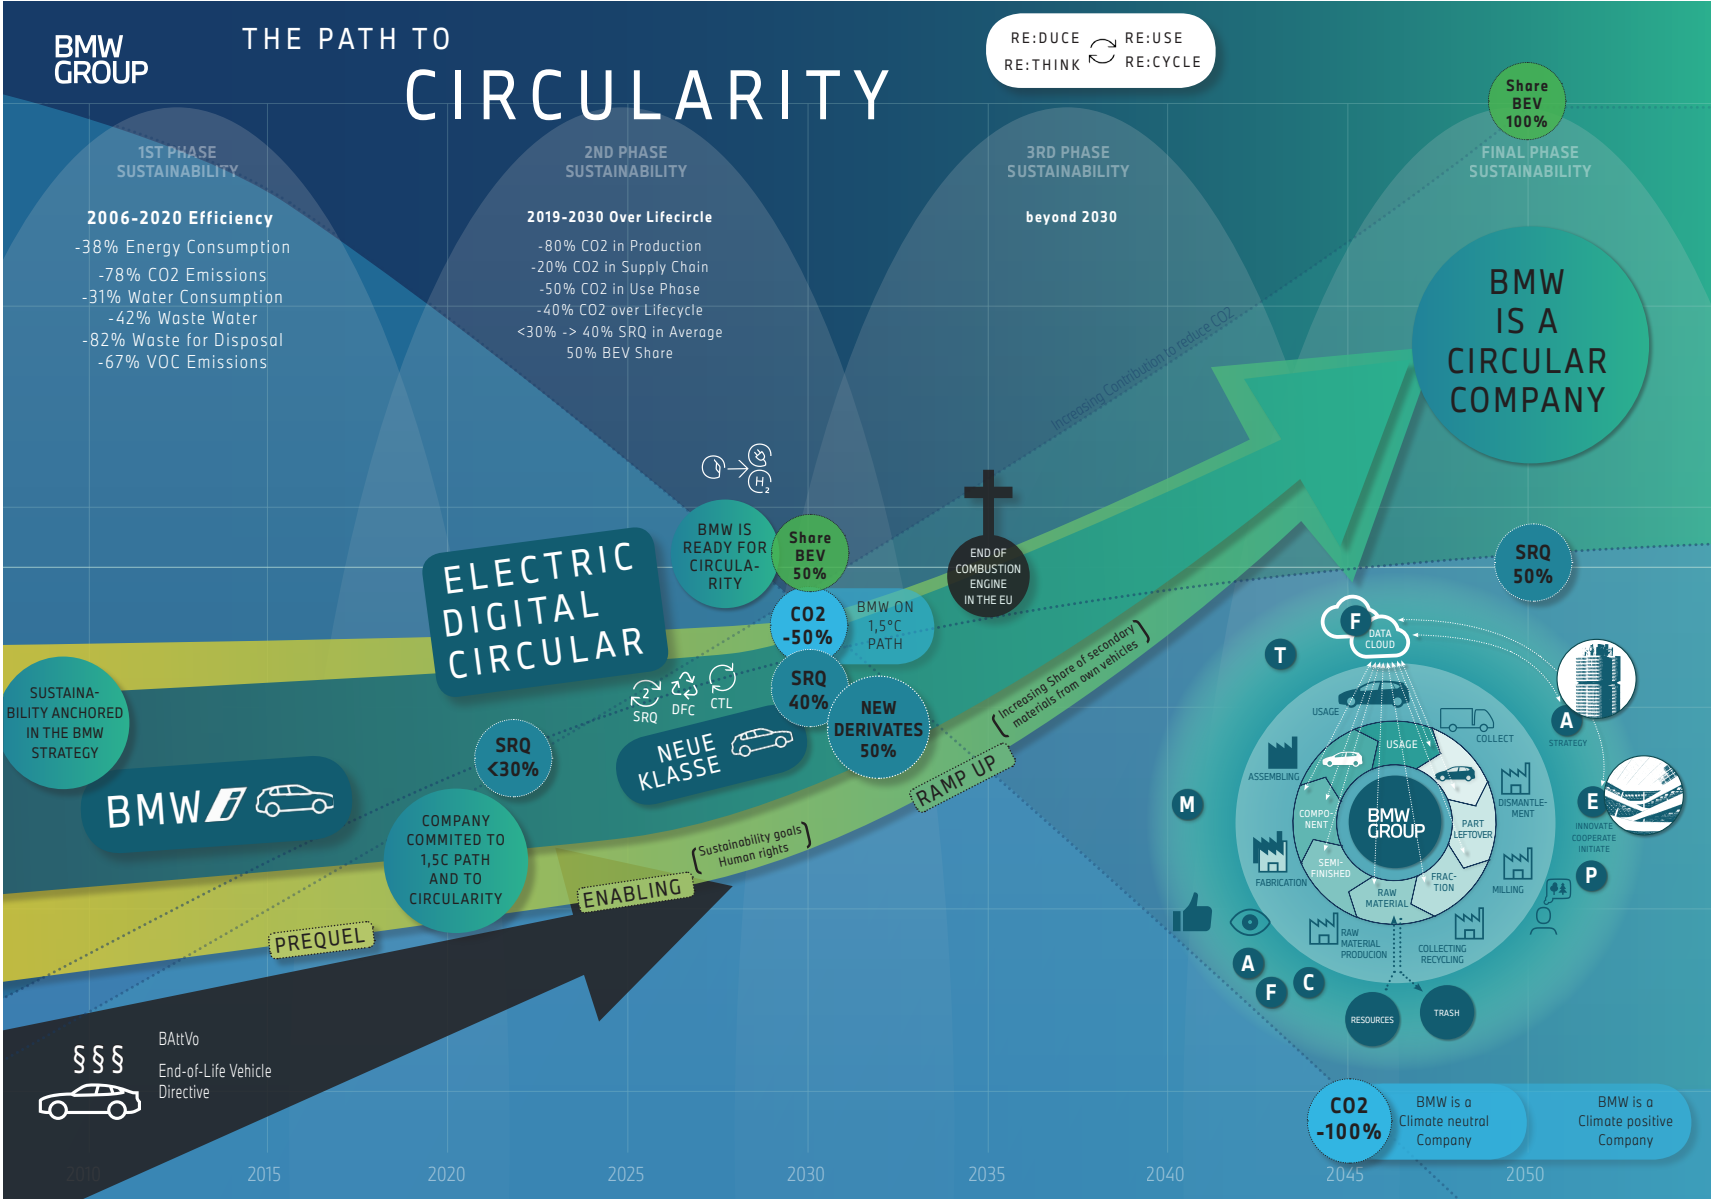 BMW
GROUP
THE PATH TO
CIRCULARITY
RE:DUCE
RE:USE
RE:THINK
RE:CYCLE
Share
BEV
100%
1ST PHASE
SUSTAINABILITY
2006-2020 Efficiency
-38% Energy Consumption
-78% CO2 Emissions
-31% Water Consumption
-42% Waste Water
-82% Waste for Disposal
-67% VOC Emissions
2ND PHASE
SUSTAINABILITY
2019-2030 Over Lifecircle
-80% CO2 in Production
-20% CO2 in Supply Chain
-50% CO2 in Use Phase
-40% CO2 over Lifecycle
<30% -> 40% SRQ in Average
50% BEV Share
3RD PHASE
SUSTAINABILITY
beyond 2030
FINAL PHASE
SUSTAINABILITY
BMW
IS A
CIRCULAR
COMPANY
Increasing Contribution to reduce CO2
H2
BMW IS
READY FOR
CIRCULA-
RITY
Share
BEV
50%
CO2
-50%
BMW ON
1,5°C
PATH
END OF
COMBUSTION
ENGINE
IN THE EU
SRQ
50%
ELECTRIC
DIGITAL
CIRCULAR
SUSTAINA-
BILITY ANCHORED
IN THE BMW
STRATEGY
2
SRQ
DFC
CTL
SRQ
40%
NEW
DERIVATES
50%
SRQ
<30%
NEUE
KLASSE
BMW i
COMPANY
COMMITED TO
1,5C PATH
AND TO
CIRCULARITY
Increasing Share of secondary
materials from own vehicles
RAMP UP
Sustainability goals
Human rights
ENABLING
PREQUEL
§§§
BAttVo
End-of-Life Vehicle
Directive
F
DATA
CLOUD
T
USAGE
COLLECT
A
STRATEGY
USAGE
ASSEMBLING
DISMANTLE-
MENT
M
E
INNOVATE
COOPERATE
INITIATE
COMPO-
NENT
BMW
GROUP
PART
LEFTOVER
SEMI-
FINISHED
FRAC-
TION
RAW
MATERIAL
FABRICATION
MILLING
P
RAW
MATERIAL
PRODUCION
COLLECTING
RECYCLING
A
F
C
RESOURCES
TRASH
CO2
-100%
BMW is a
Climate neutral
Company
BMW is a
Climate positive
Company
2010
2015
2020
2025
2030
2035
2040
2045
2050